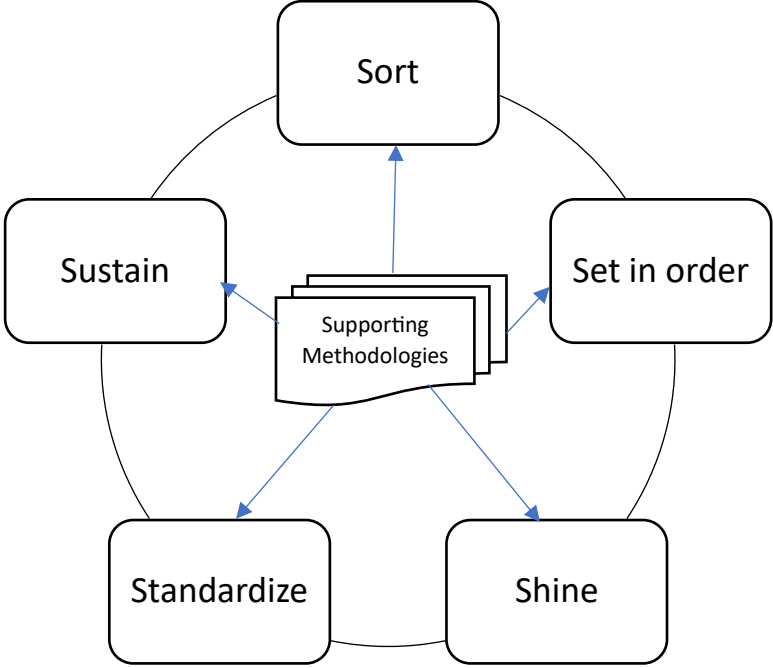 Sort
Sustain
Set in order
Supporting
Methodologies
Standardize
Shine